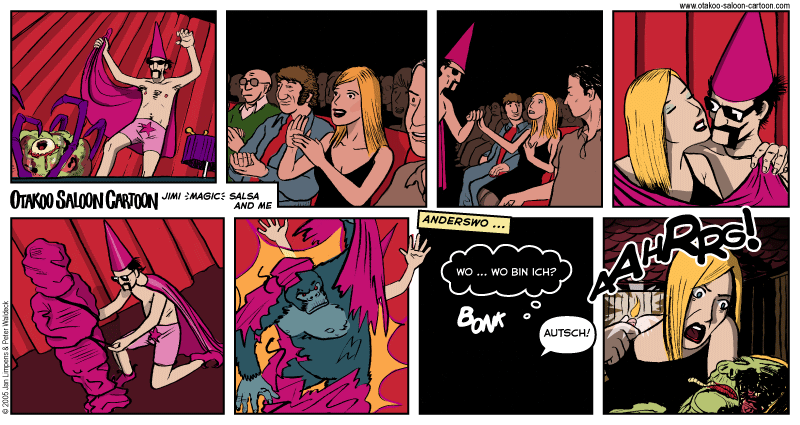 www.otakoo-saloon-cartoon.com
OTAKOO SALOON CARTOON
JIMI :MAGIC: SALSA
AND ME
© 2005 Jan Limpens & Peter Waldeck
ANDERSWO ...
WO ... WO BIN ICH?
BONK
AUTSCH!
AAHRRG!